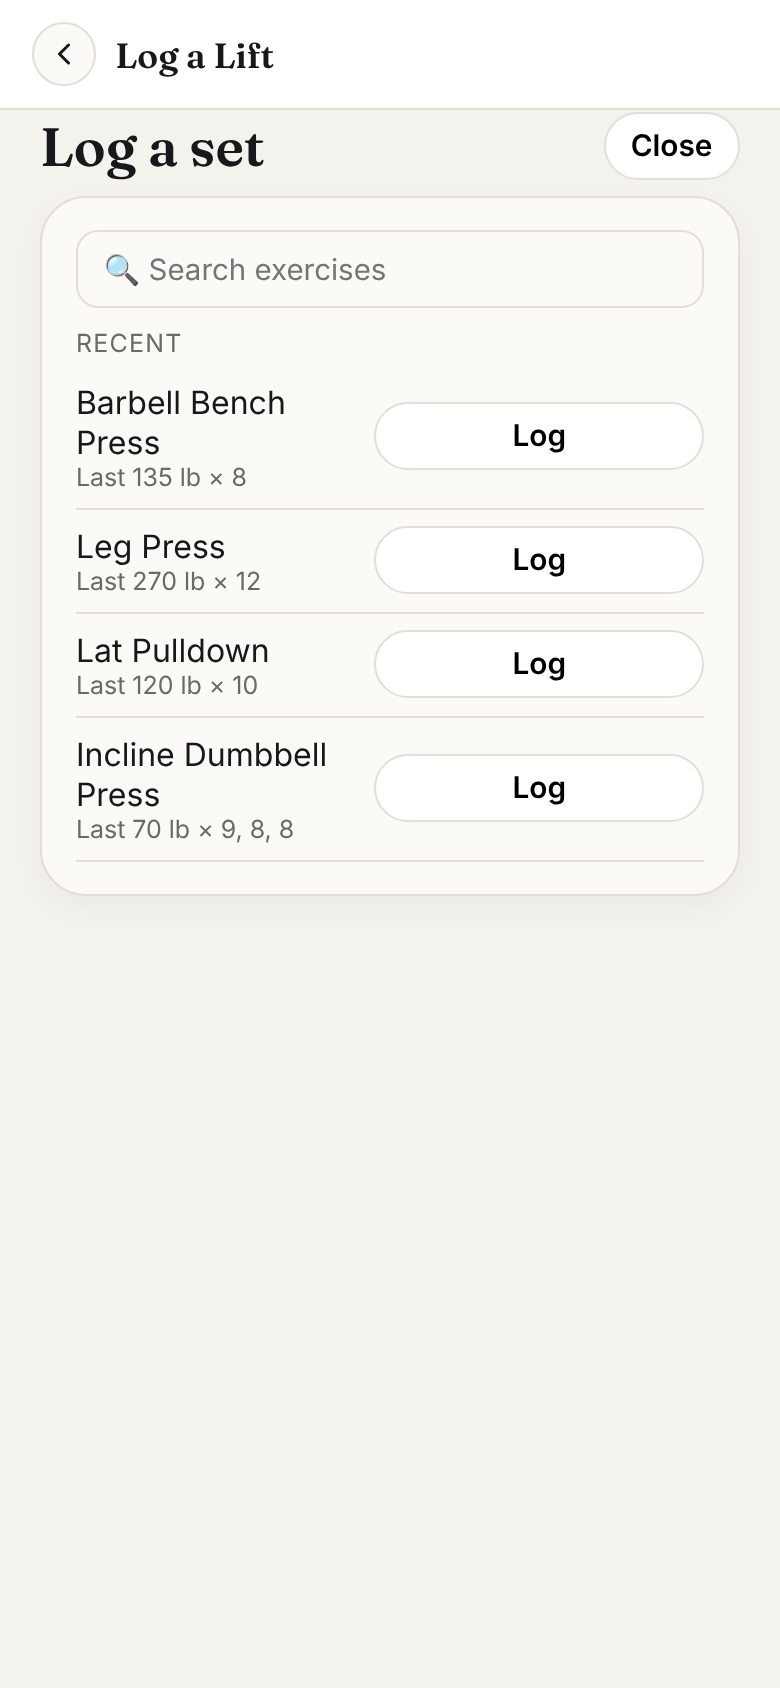 Log a Lift
Log a set
Close
🔍 Search exercises
RECENT
Barbell Bench
Press
Last 135 lb × 8
Log
Leg Press
Last 270 lb × 12
Log
Lat Pulldown
Last 120 lb × 10
Log
Incline Dumbbell
Press
Last 70 lb × 9, 8, 8
Log